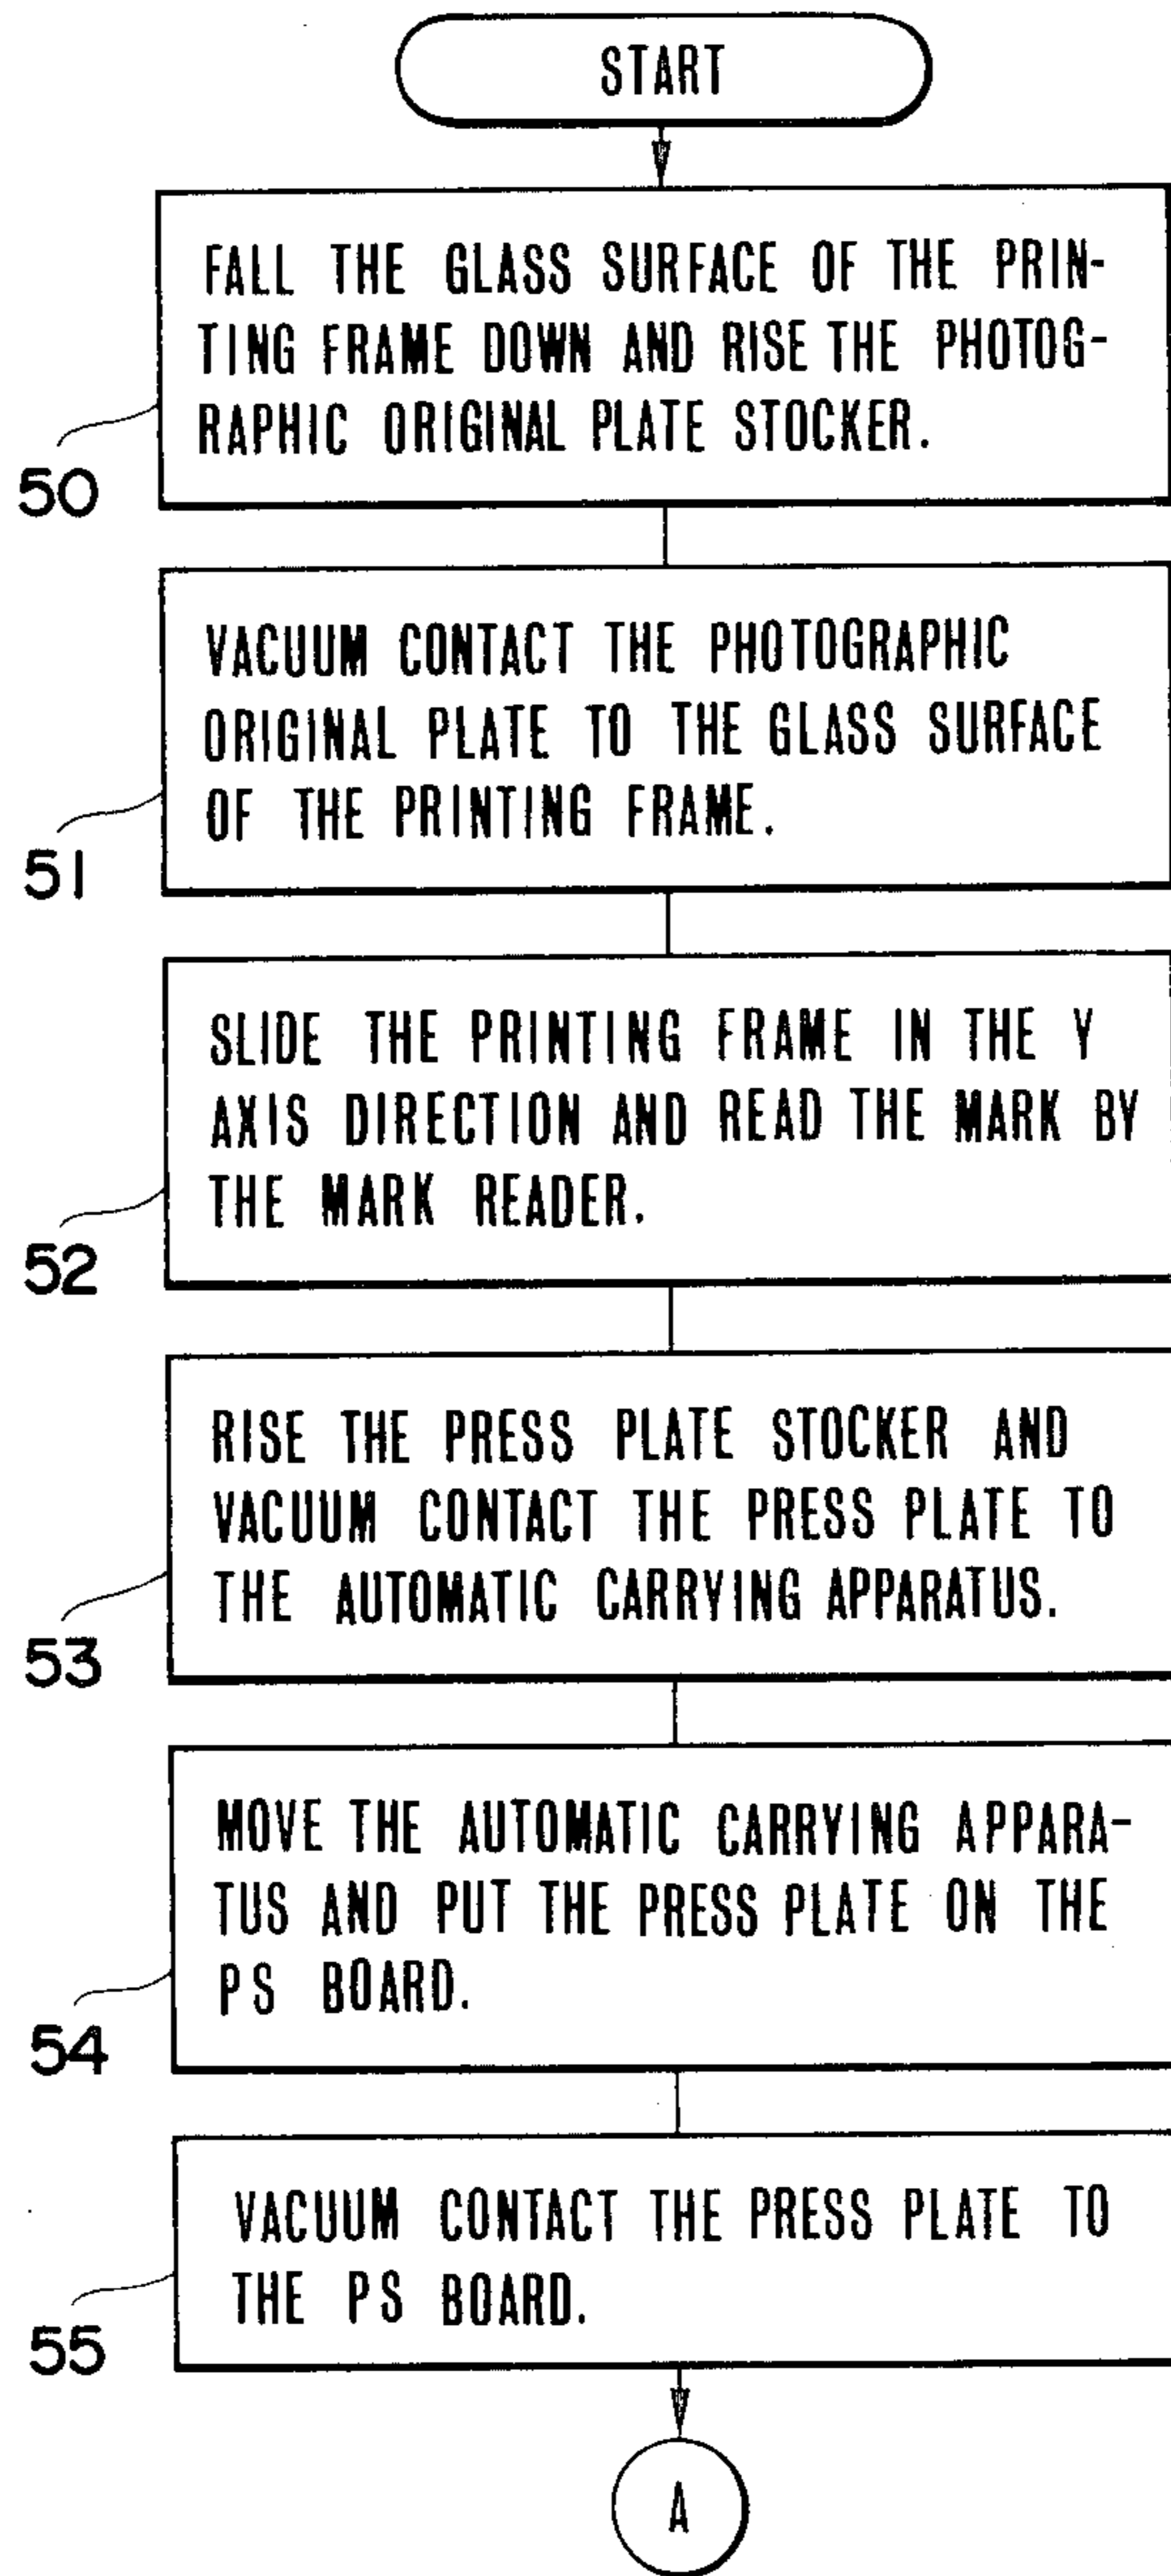 START
FALL THE GLASS SURFACE OF THE PRIN-
TING FRAME DOWN AND RISE THE PHOTOG-
RAPHIC ORIGINAL PLATE STOCKER.
50
VACUUM CONTACT THE PHOTOGRAPHIC
ORIGINAL PLATE TO THE GLASS SURFACE
OF THE PRINTING FRAME.
51
SLIDE THE PRINTING FRAME IN THE Y
AXIS DIRECTION AND READ THE MARK BY
THE MARK READER.
52
RISE THE PRESS PLATE STOCKER AND
VACUUM CONTACT THE PRESS PLATE TO
THE AUTOMATIC CARRYING APPARATUS.
53
MOVE THE AUTOMATIC CARRYING APPARA-
TUS AND PUT THE PRESS PLATE ON THE
PS BOARD.
54
VACUUM CONTACT THE PRESS PLATE TO
THE PS BOARD.
55
A